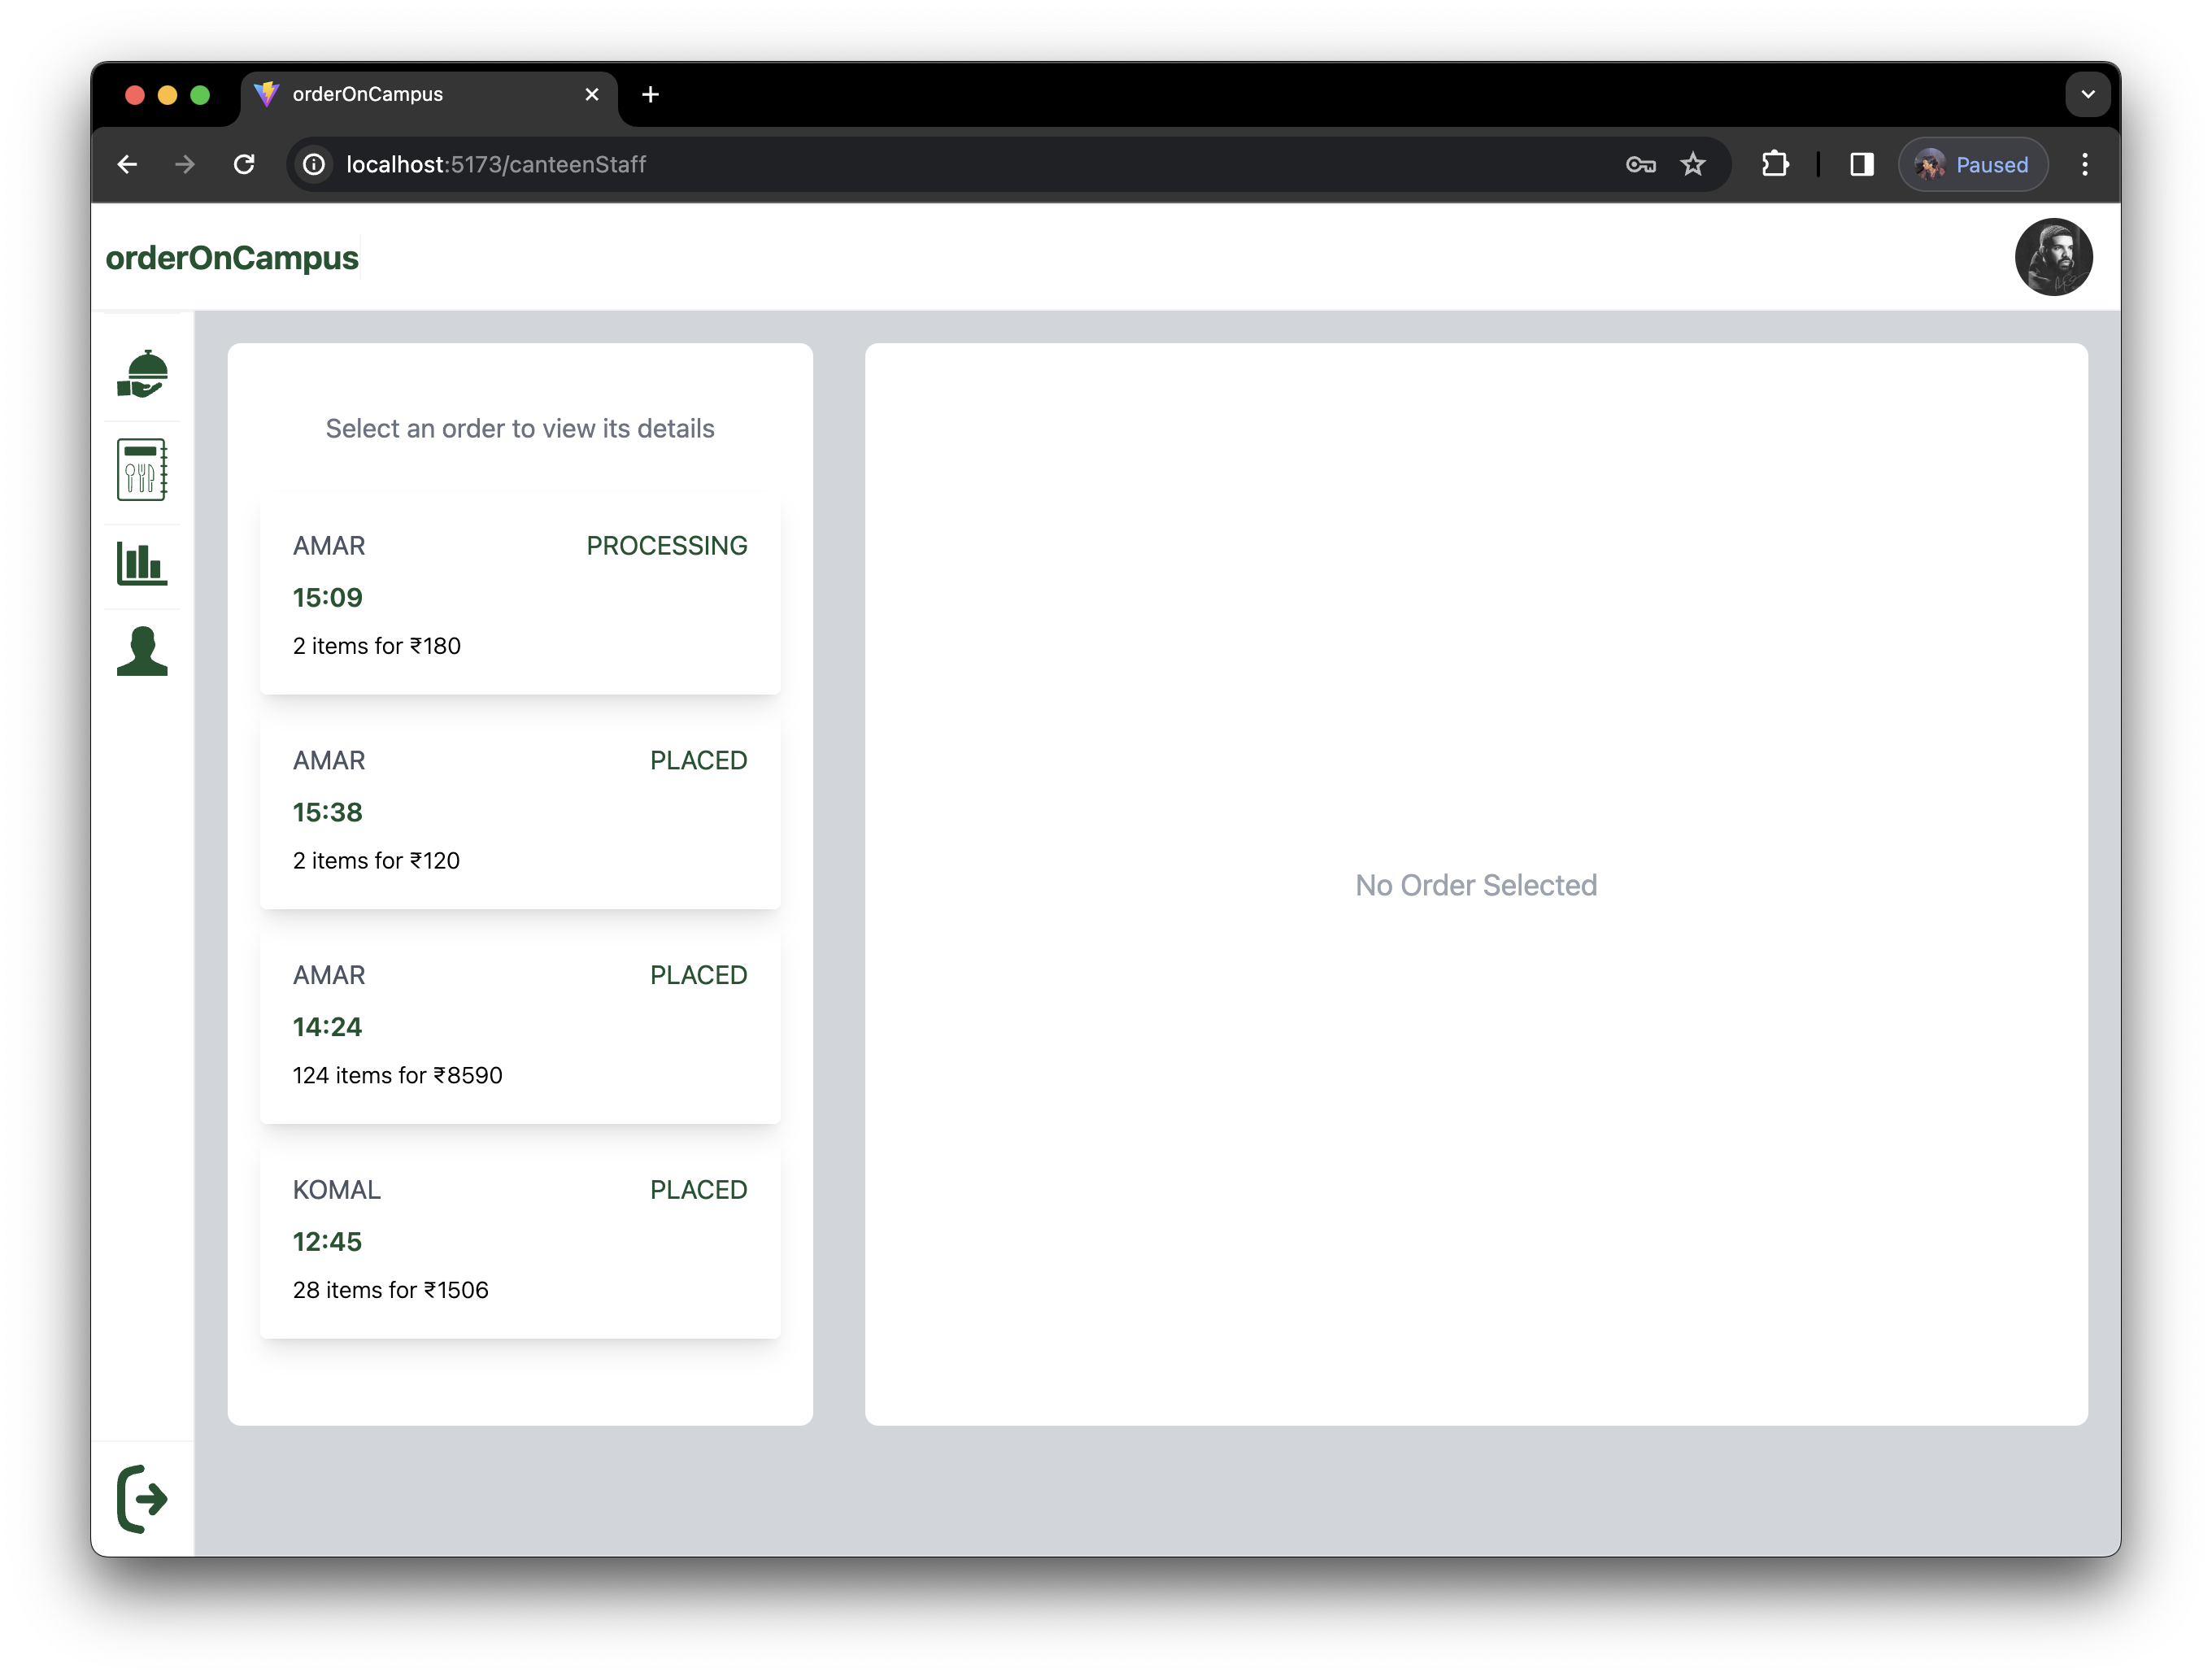 orderOnCampus
localhost:5173/canteenStaff
Paused
orderOnCampus
Select an order to view its details
AMAR PROCESSING
15:09
2 items for ₹180
AMAR PLACED
15:38
2 items for ₹120
AMAR PLACED
14:24
124 items for ₹8590
KOMAL PLACED
12:45
28 items for ₹1506
No Order Selected